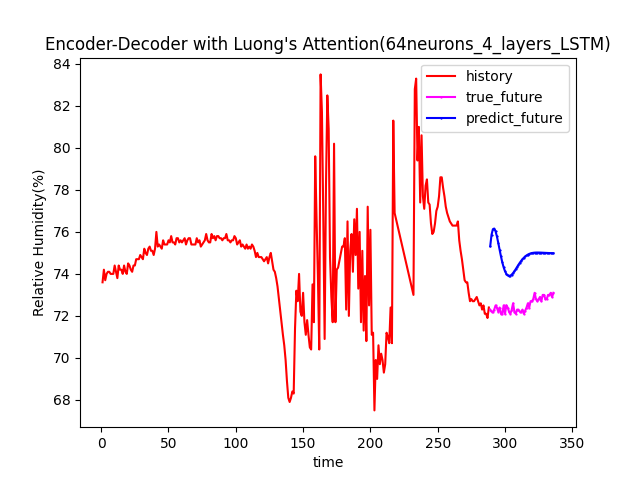 Encoder-Decoder with Luong's Attention(64neurons_4_layers_LSTM)
history
true_future
predict_future
Relative Humidity(%)
84
82
80
78
76
74
72
70
68
0 50 100 150 200 250 300 350
time